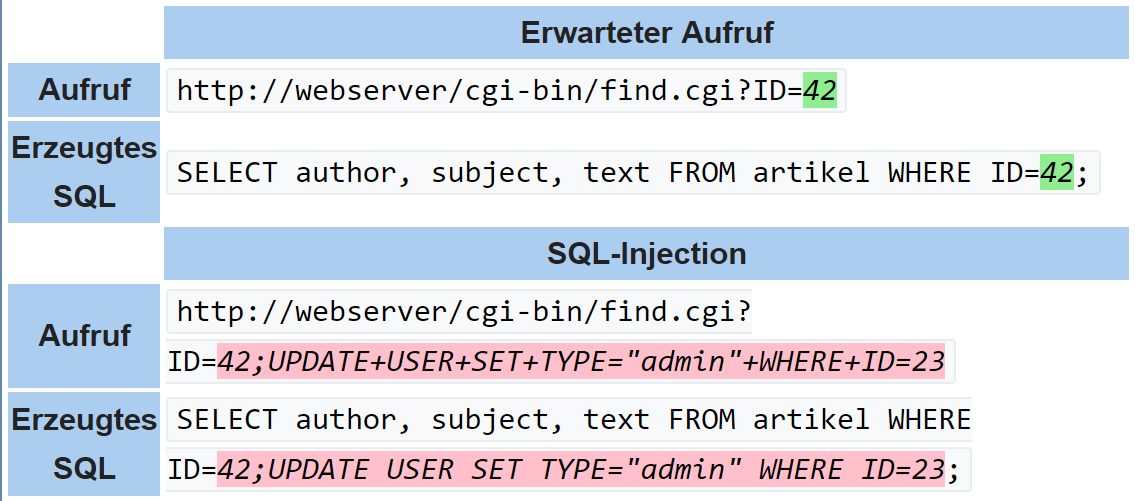 Erwarteter Aufruf
Aufruf
http://webserver/cgi-bin/find.cgi?ID=42
Erzeugtes
SQL
SELECT author, subject, text FROM artikel WHERE ID=42;
SQL-Injection
Aufruf
http://webserver/cgi-bin/find.cgi?
ID=42;UPDATE+USER+SET+TYPE="admin"+WHERE+ID=23
Erzeugtes
SQL
SELECT author, subject, text FROM artikel WHERE
ID=42;UPDATE USER SET TYPE="admin" WHERE ID=23;